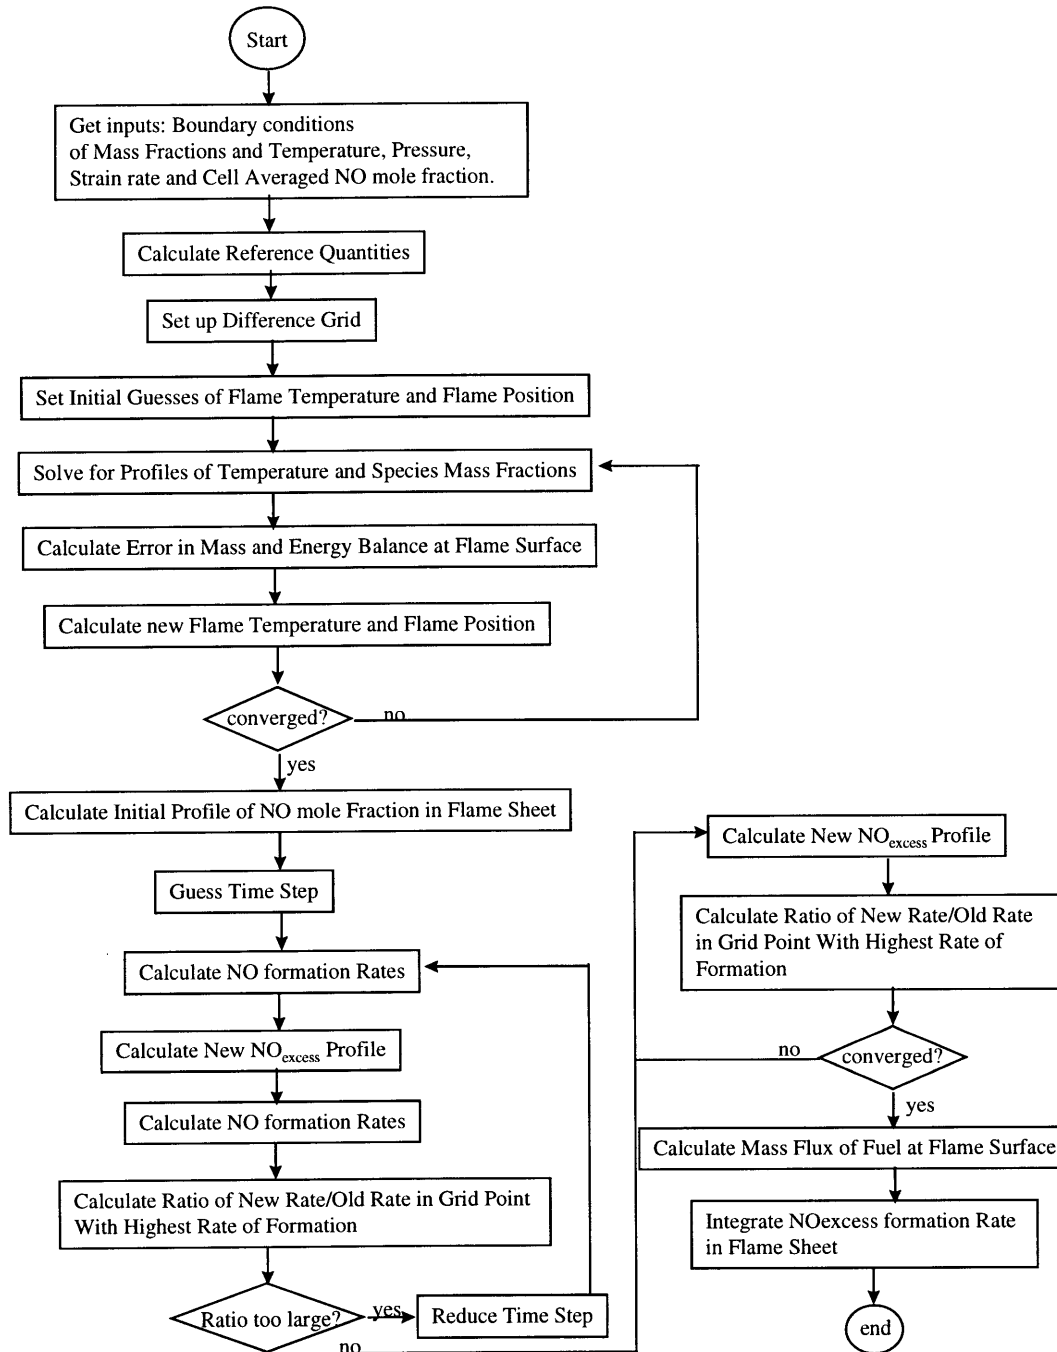 Start
Get inputs: Boundary conditions
of Mass Fractions and Temperature, Pressure,
Strain rate and Cell Averaged NO mole fraction.
Calculate Reference Quantities
Set up Difference Grid
Set Initial Guesses of Flame Temperature and Flame Position
Solve for Profiles of Temperature and Species Mass Fractions
Calculate Error in Mass and Energy Balance at Flame Surface
Calculate new Flame Temperature and Flame Position
converged?
no
yes
Calculate Initial Profile of NO mole Fraction in Flame Sheet
Guess Time Step
Calculate NO formation Rates
Calculate New NOexcess Profile
Calculate NO formation Rates
Calculate Ratio of New Rate/Old Rate in Grid Point
With Highest Rate of Formation
Ratio too large?
yes
Reduce Time Step
no
Calculate New NOexcess Profile
Calculate Ratio of New Rate/Old Rate
in Grid Point With Highest Rate of
Formation
no
converged?
yes
Calculate Mass Flux of Fuel at Flame Surface
Integrate NOexcess formation Rate
in Flame Sheet
end